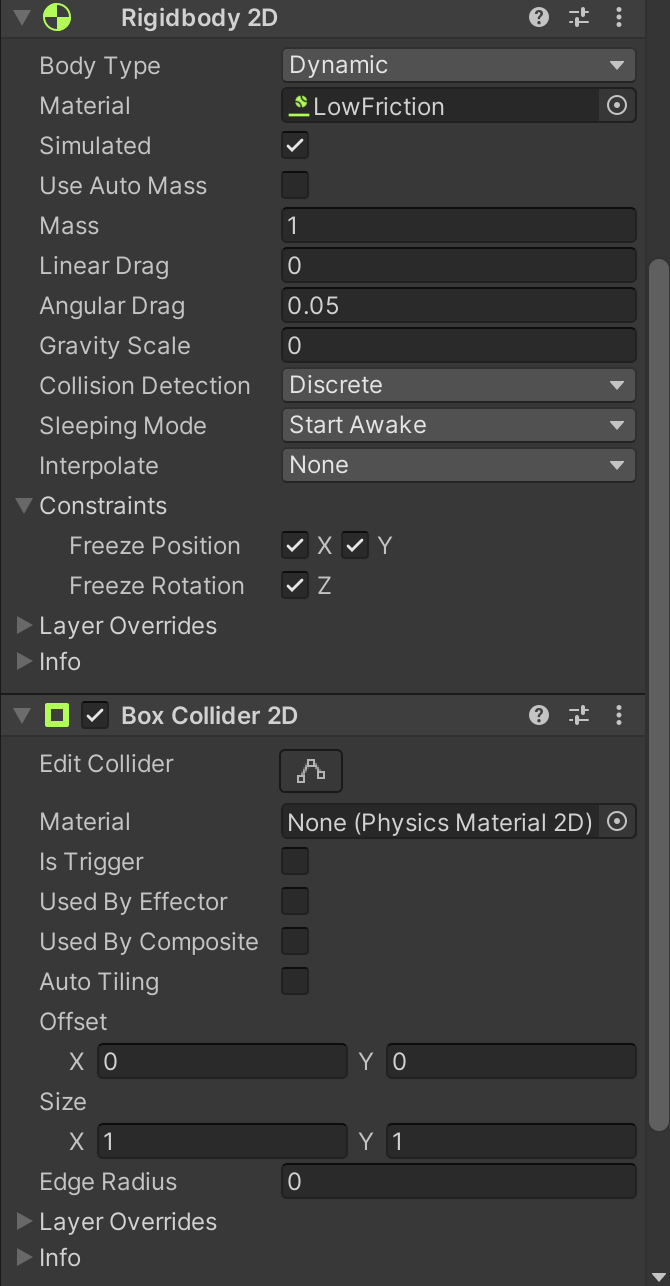 Rigidbody 2D
Body Type Dynamic
Material LowFriction
Simulated
Use Auto Mass
Mass 1
Linear Drag 0
Angular Drag 0.05
Gravity Scale 0
Collision Detection Discrete
Sleeping Mode Start Awake
Interpolate None
Constraints
Freeze Position X Y
Freeze Rotation Z
Layer Overrides
Info
Box Collider 2D
Edit Collider
Material None (Physics Material 2D)
Is Trigger
Used By Effector
Used By Composite
Auto Tiling
Offset
X 0 Y 0
Size
X 1 Y 1
Edge Radius 0
Layer Overrides
Info